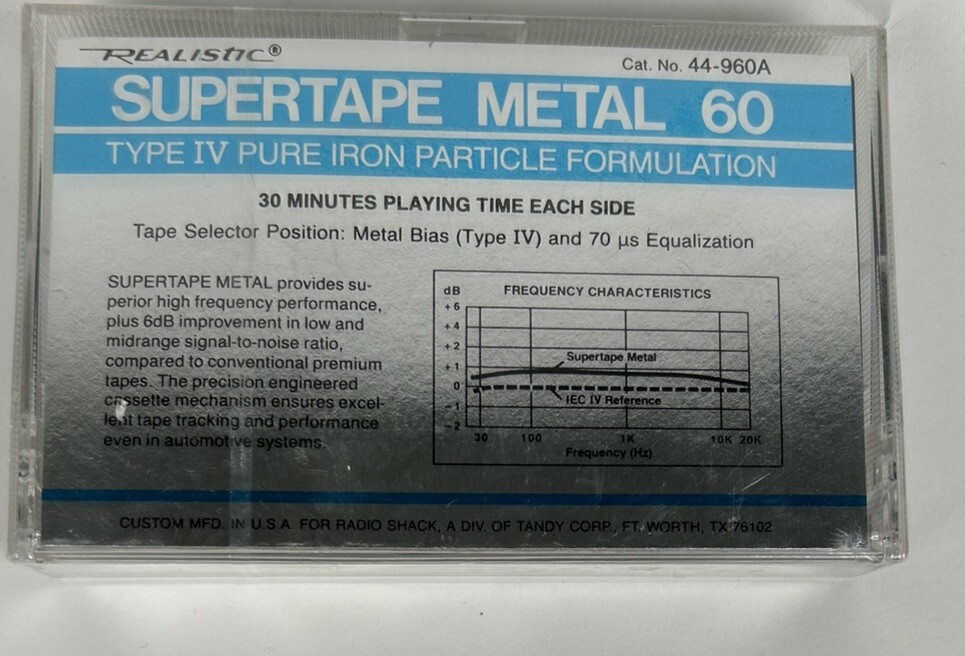 REALISTIC®
Cat. No. 44-960A
SUPERTAPE METAL 60
TYPE IV PURE IRON PARTICLE FORMULATION
30 MINUTES PLAYING TIME EACH SIDE
Tape Selector Position: Metal Bias (Type IV) and 70 µs Equalization
SUPERTAPE METAL provides su-
perior high frequency performance,
plus 6dB improvement in low and
midrange signal-to-noise ratio,
compared to conventional premium
tapes. The precision engineered
cassette mechanism ensures excel-
lent tape tracking and performance
even in automotive systems.
dB FREQUENCY CHARACTERISTICS
+6
+4
+2
+1
0
-1
-2
Supertape Metal
IEC IV Reference
30 100 1K 10K 20K
Frequency (Hz)
CUSTOM MFD. IN U.S.A. FOR RADIO SHACK, A DIV. OF TANDY CORP., FT. WORTH, TX 76102